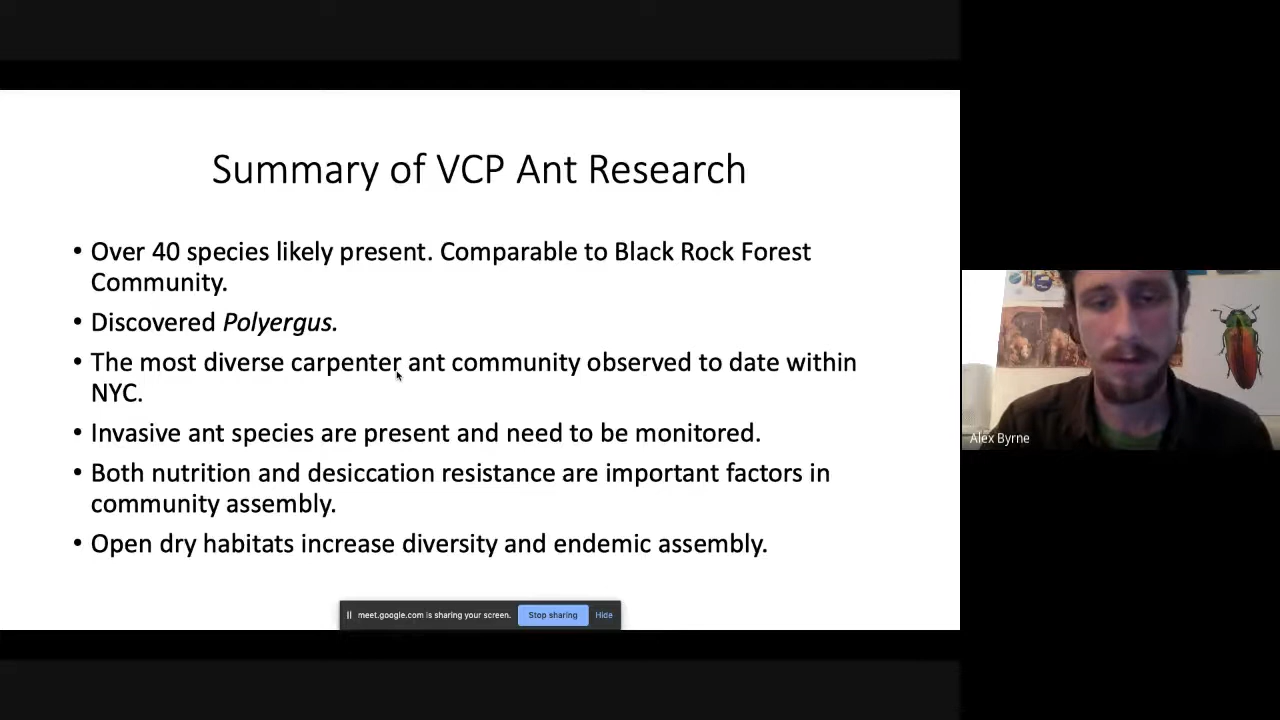 Summary of VCP Ant Research
• Over 40 species likely present. Comparable to Black Rock Forest
Community.
• Discovered Polyergus.
• The most diverse carpenter ant community observed to date within
NYC.
• Invasive ant species are present and need to be monitored.
• Both nutrition and desiccation resistance are important factors in
community assembly.
• Open dry habitats increase diversity and endemic assembly.
meet.google.com is sharing your screen. Stop sharing Hide
Alex Byrne